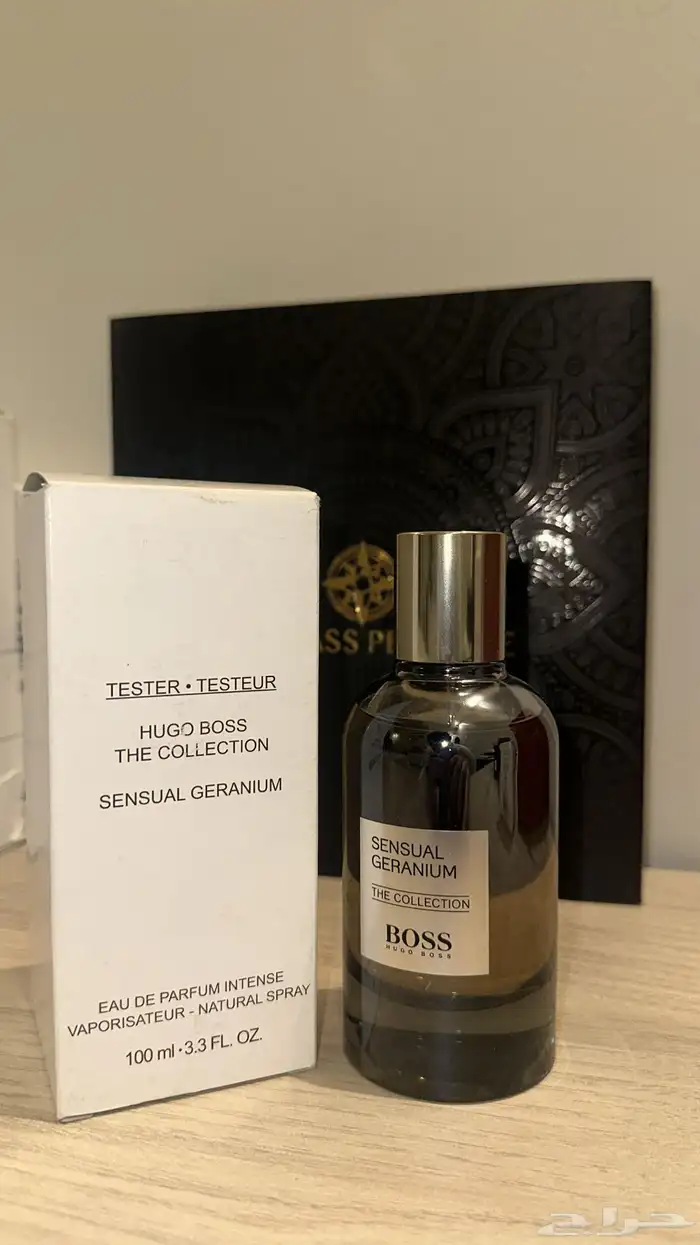 TESTER • TESTEUR
HUGO BOSS
THE COLLECTION
SENSUAL GERANIUM
EAU DE PARFUM INTENSE
VAPORISATEUR - NATURAL SPRAY
100 ml • 3.3 FL. OZ.
SENSUAL
GERANIUM
THE COLLECTION
BOSS
HUGO BOSS
حراج